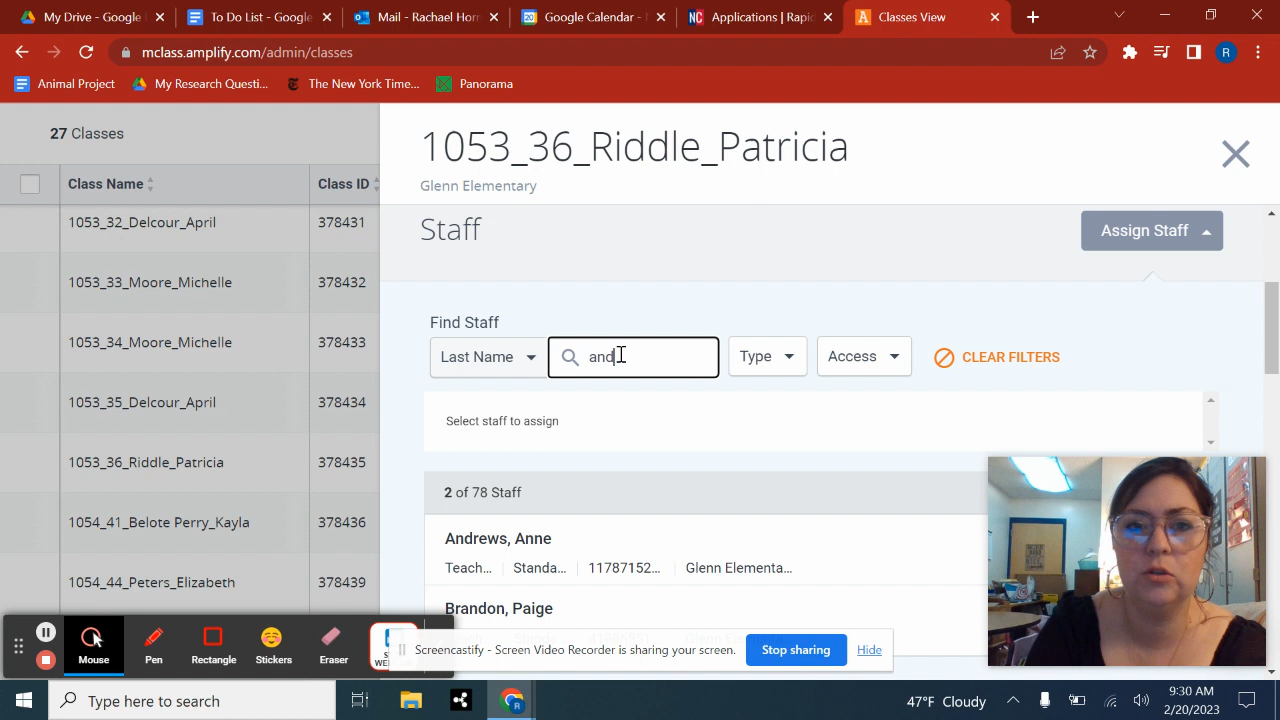 My Drive - Google
To Do List - Google
Mail - Rachael Horn
Google Calendar -
Applications | Rapid
Classes View
mclass.amplify.com/admin/classes
Animal Project
My Research Questi...
The New York Time...
Panorama
27 Classes
Class Name
Class ID
1053_32_Delcour_April
378431
1053_33_Moore_Michelle
378432
1053_34_Moore_Michelle
378433
1053_35_Delcour_April
378434
1053_36_Riddle_Patricia
378435
1054_41_Belote Perry_Kayla
378436
1054_44_Peters_Elizabeth
378439
1053_36_Riddle_Patricia
Glenn Elementary
Staff
Assign Staff
Find Staff
Last Name
and
Type
Access
CLEAR FILTERS
Select staff to assign
2 of 78 Staff
Andrews, Anne
Teach...
Standa...
11787152...
Glenn Elementa...
Brandon, Paige
Mouse
Pen
Rectangle
Stickers
Eraser
Screencastify - Screen Video Recorder is sharing your screen.
Stop sharing
Hide
Type here to search
47°F Cloudy
9:30 AM
2/20/2023